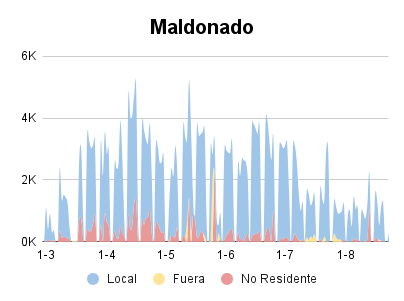 Maldonado
6K
4K
2K
0K
1-3 1-4 1-5 1-6 1-7 1-8
Local Fuera No Residente